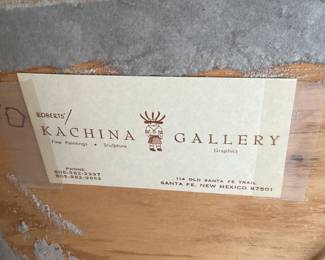 ROBERTS'
KACHINA GALLERY
Fine Paintings • Sculpture Graphics
PHONE
114 OLD SANTA FE TRAIL
SANTA FE, NEW MEXICO 87501